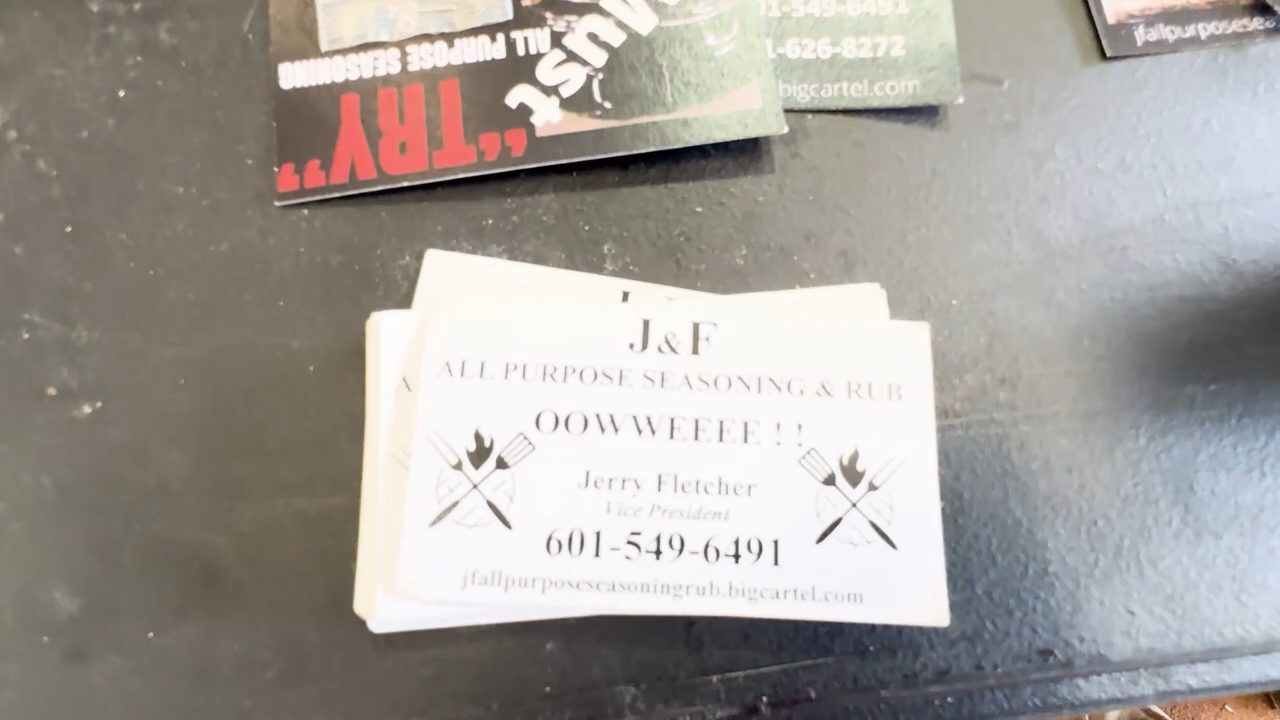 Must
"TRY"
ALL PURPOSE SEASONING
01-549-6491
1-626-8272
bigcartel.com
jfallpurposese
J&F
ALL PURPOSE SEASONING & RUB
OOWWEEEE ! !
Jerry Fletcher
Vice President
601-549-6491
jfallpurposeseasoningrub.bigcartel.com